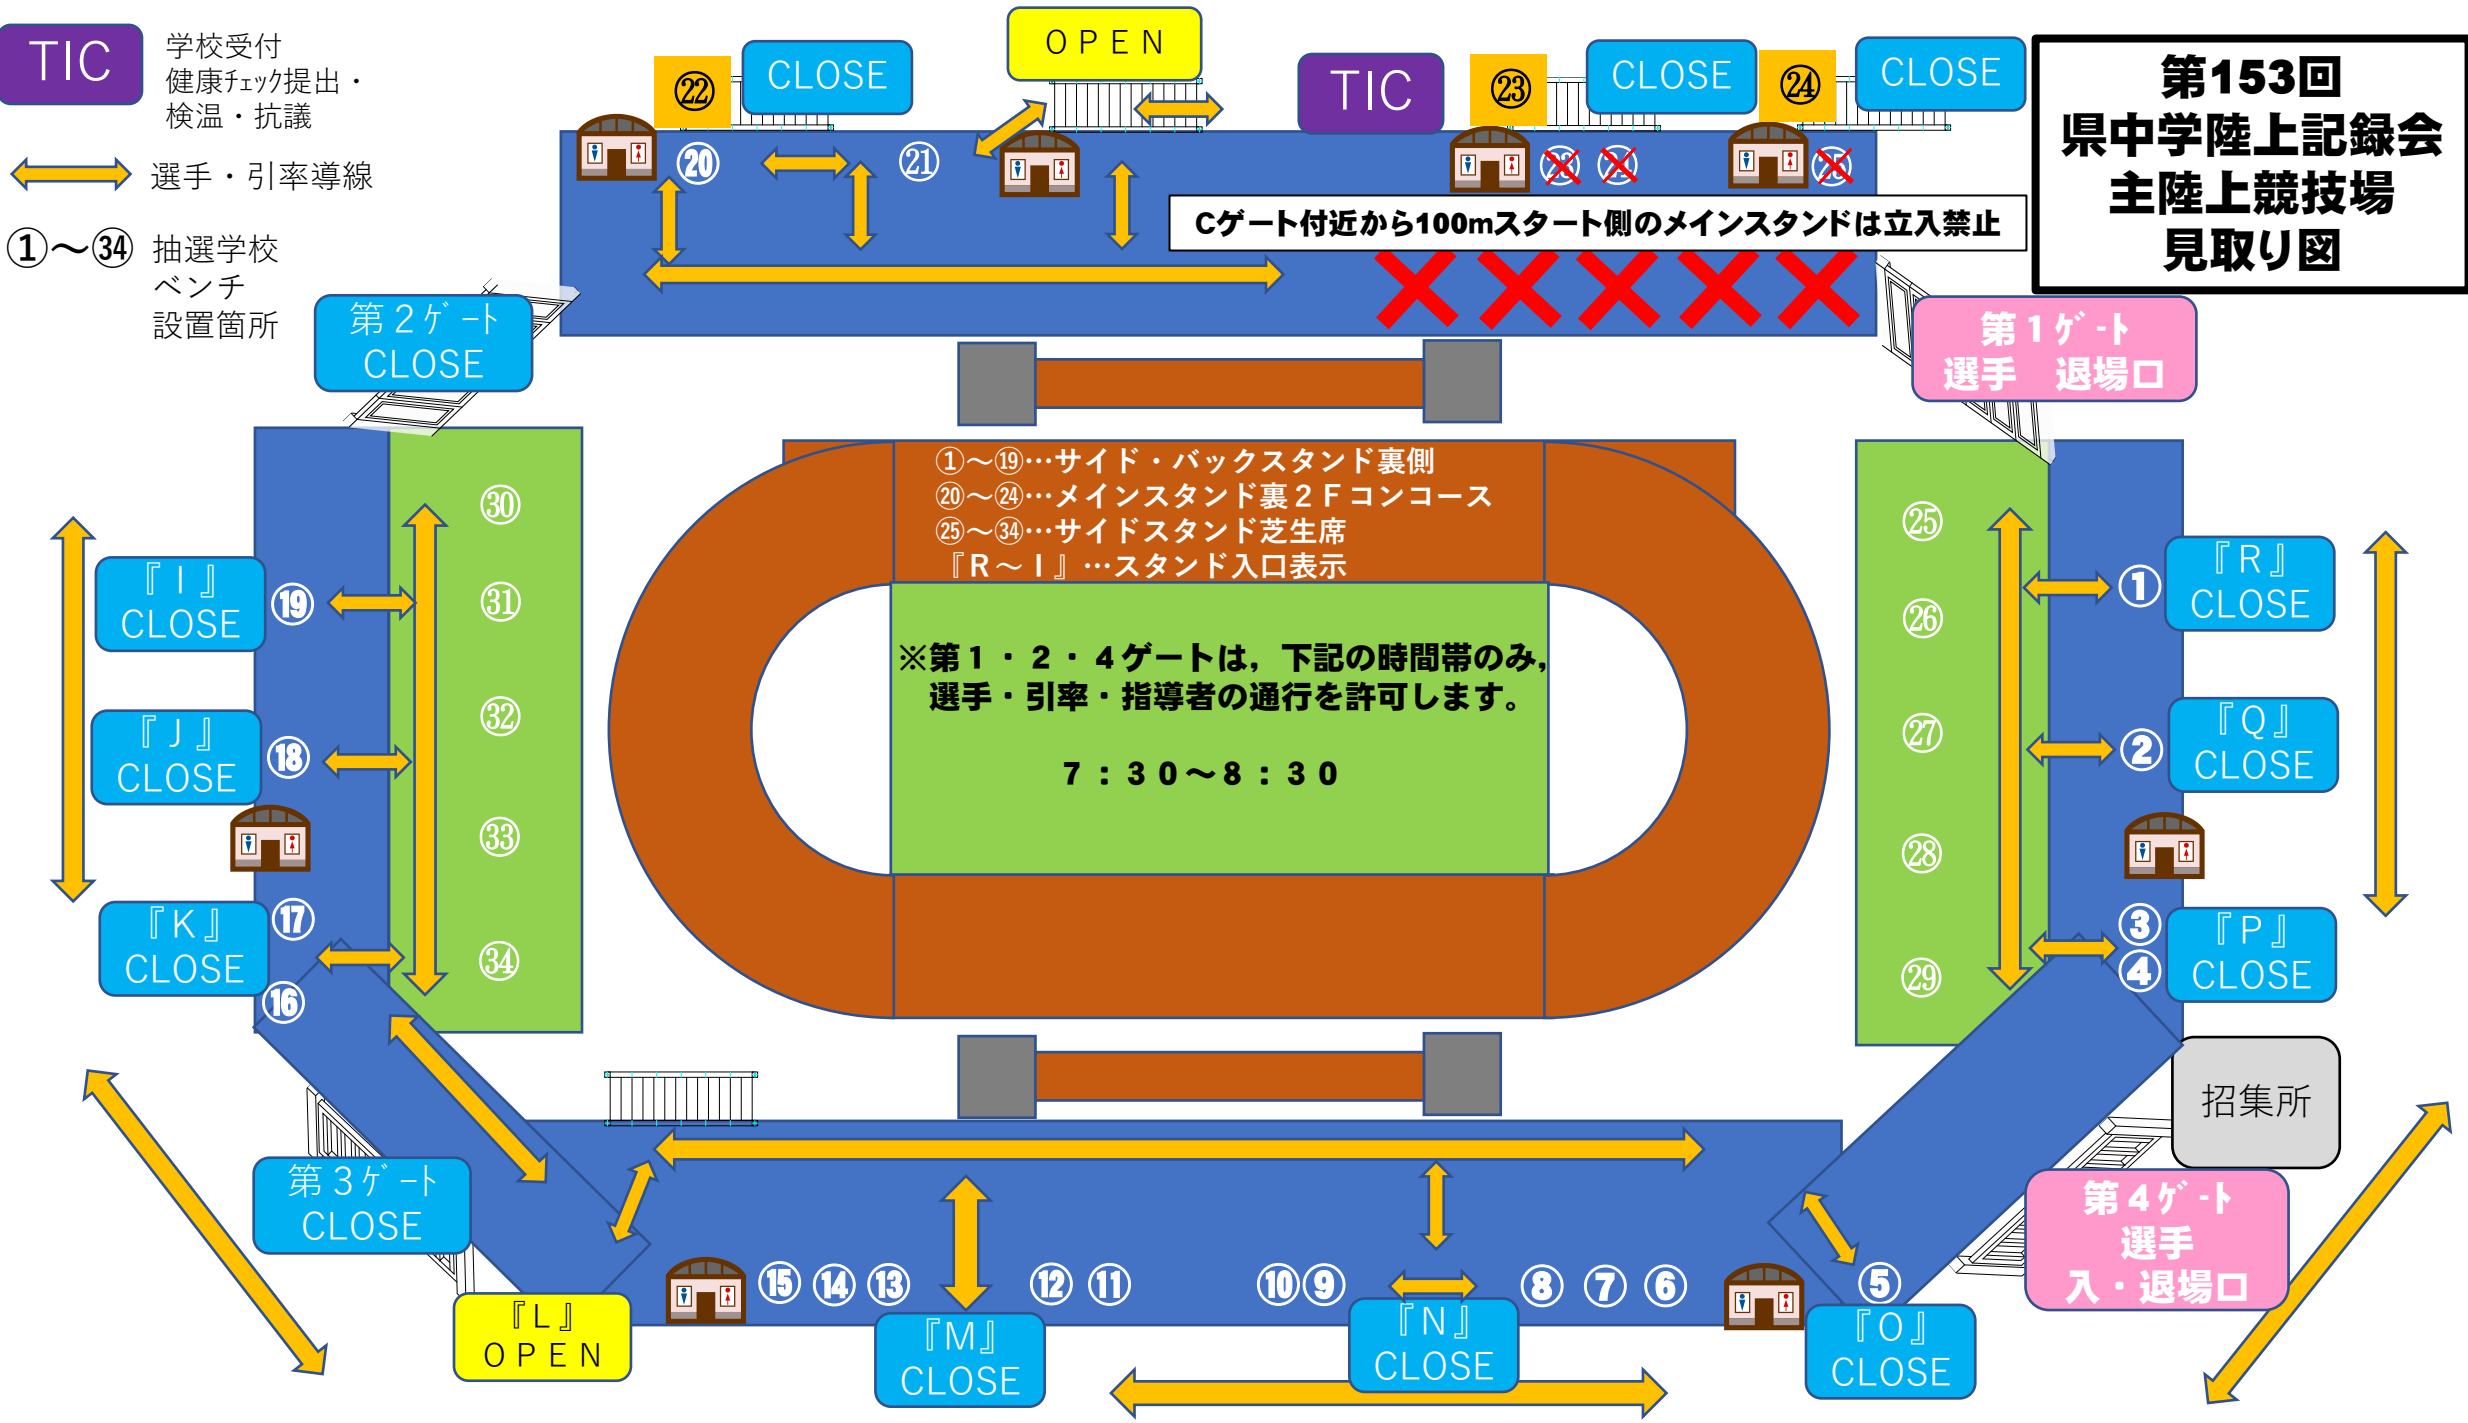 TIC
学校受付
健康ﾁｪｯｸ提出・
検温・抗議
選手・引率導線
①～㉞
抽選学校
ベンチ
設置箇所
㉒
CLOSE
ＯＰＥＮ
TIC
㉓
CLOSE
㉔
CLOSE
第153回
県中学陸上記録会
主陸上競技場
見取り図
⑳
㉑
Cゲート付近から100mスタート側のメインスタンドは立入禁止
第２ｹﾞｰﾄ
CLOSE
第１ｹﾞｰﾄ
選手　退場口
①～⑲…サイド・バックスタンド裏側
⑳～㉔…メインスタンド裏２Ｆコンコース
㉕～㉞…サイドスタンド芝生席
『Ｒ～Ｉ』…スタンド入口表示
※第１・２・４ゲートは，下記の時間帯のみ，
選手・引率・指導者の通行を許可します。
７：３０～８：３０
㉚
㉛
㉜
㉝
㉞
『Ｉ』
CLOSE
⑲
『Ｊ』
CLOSE
⑱
『Ｋ』
CLOSE
⑰
⑯
㉕
㉖
㉗
㉘
㉙
①
『Ｒ』
CLOSE
②
『Ｑ』
CLOSE
③
④
『Ｐ』
CLOSE
招集所
第３ｹﾞｰﾄ
CLOSE
第４ｹﾞｰﾄ
選手
入・退場口
⑮
⑭
⑬
⑫
⑪
⑩
⑨
⑧
⑦
⑥
⑤
『Ｌ』
ＯＰＥＮ
『Ｍ』
CLOSE
『Ｎ』
CLOSE
『Ｏ』
CLOSE